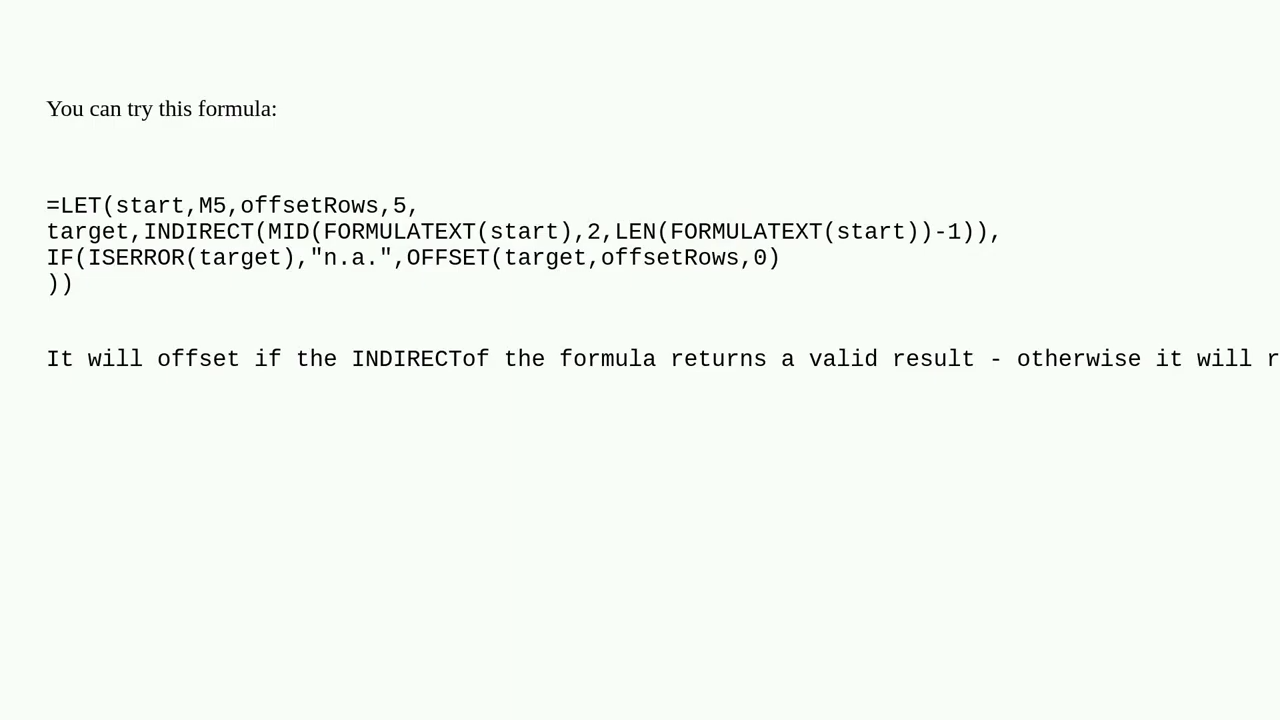 You can try this formula:
=LET(start,M5,offsetRows,5,
target,INDIRECT(MID(FORMULATEXT(start),2,LEN(FORMULATEXT(start))-1)),
IF(ISERROR(target),"n.a.",OFFSET(target,offsetRows,0)
))
It will offset if the INDIRECTof the formula returns a valid result - otherwise it will